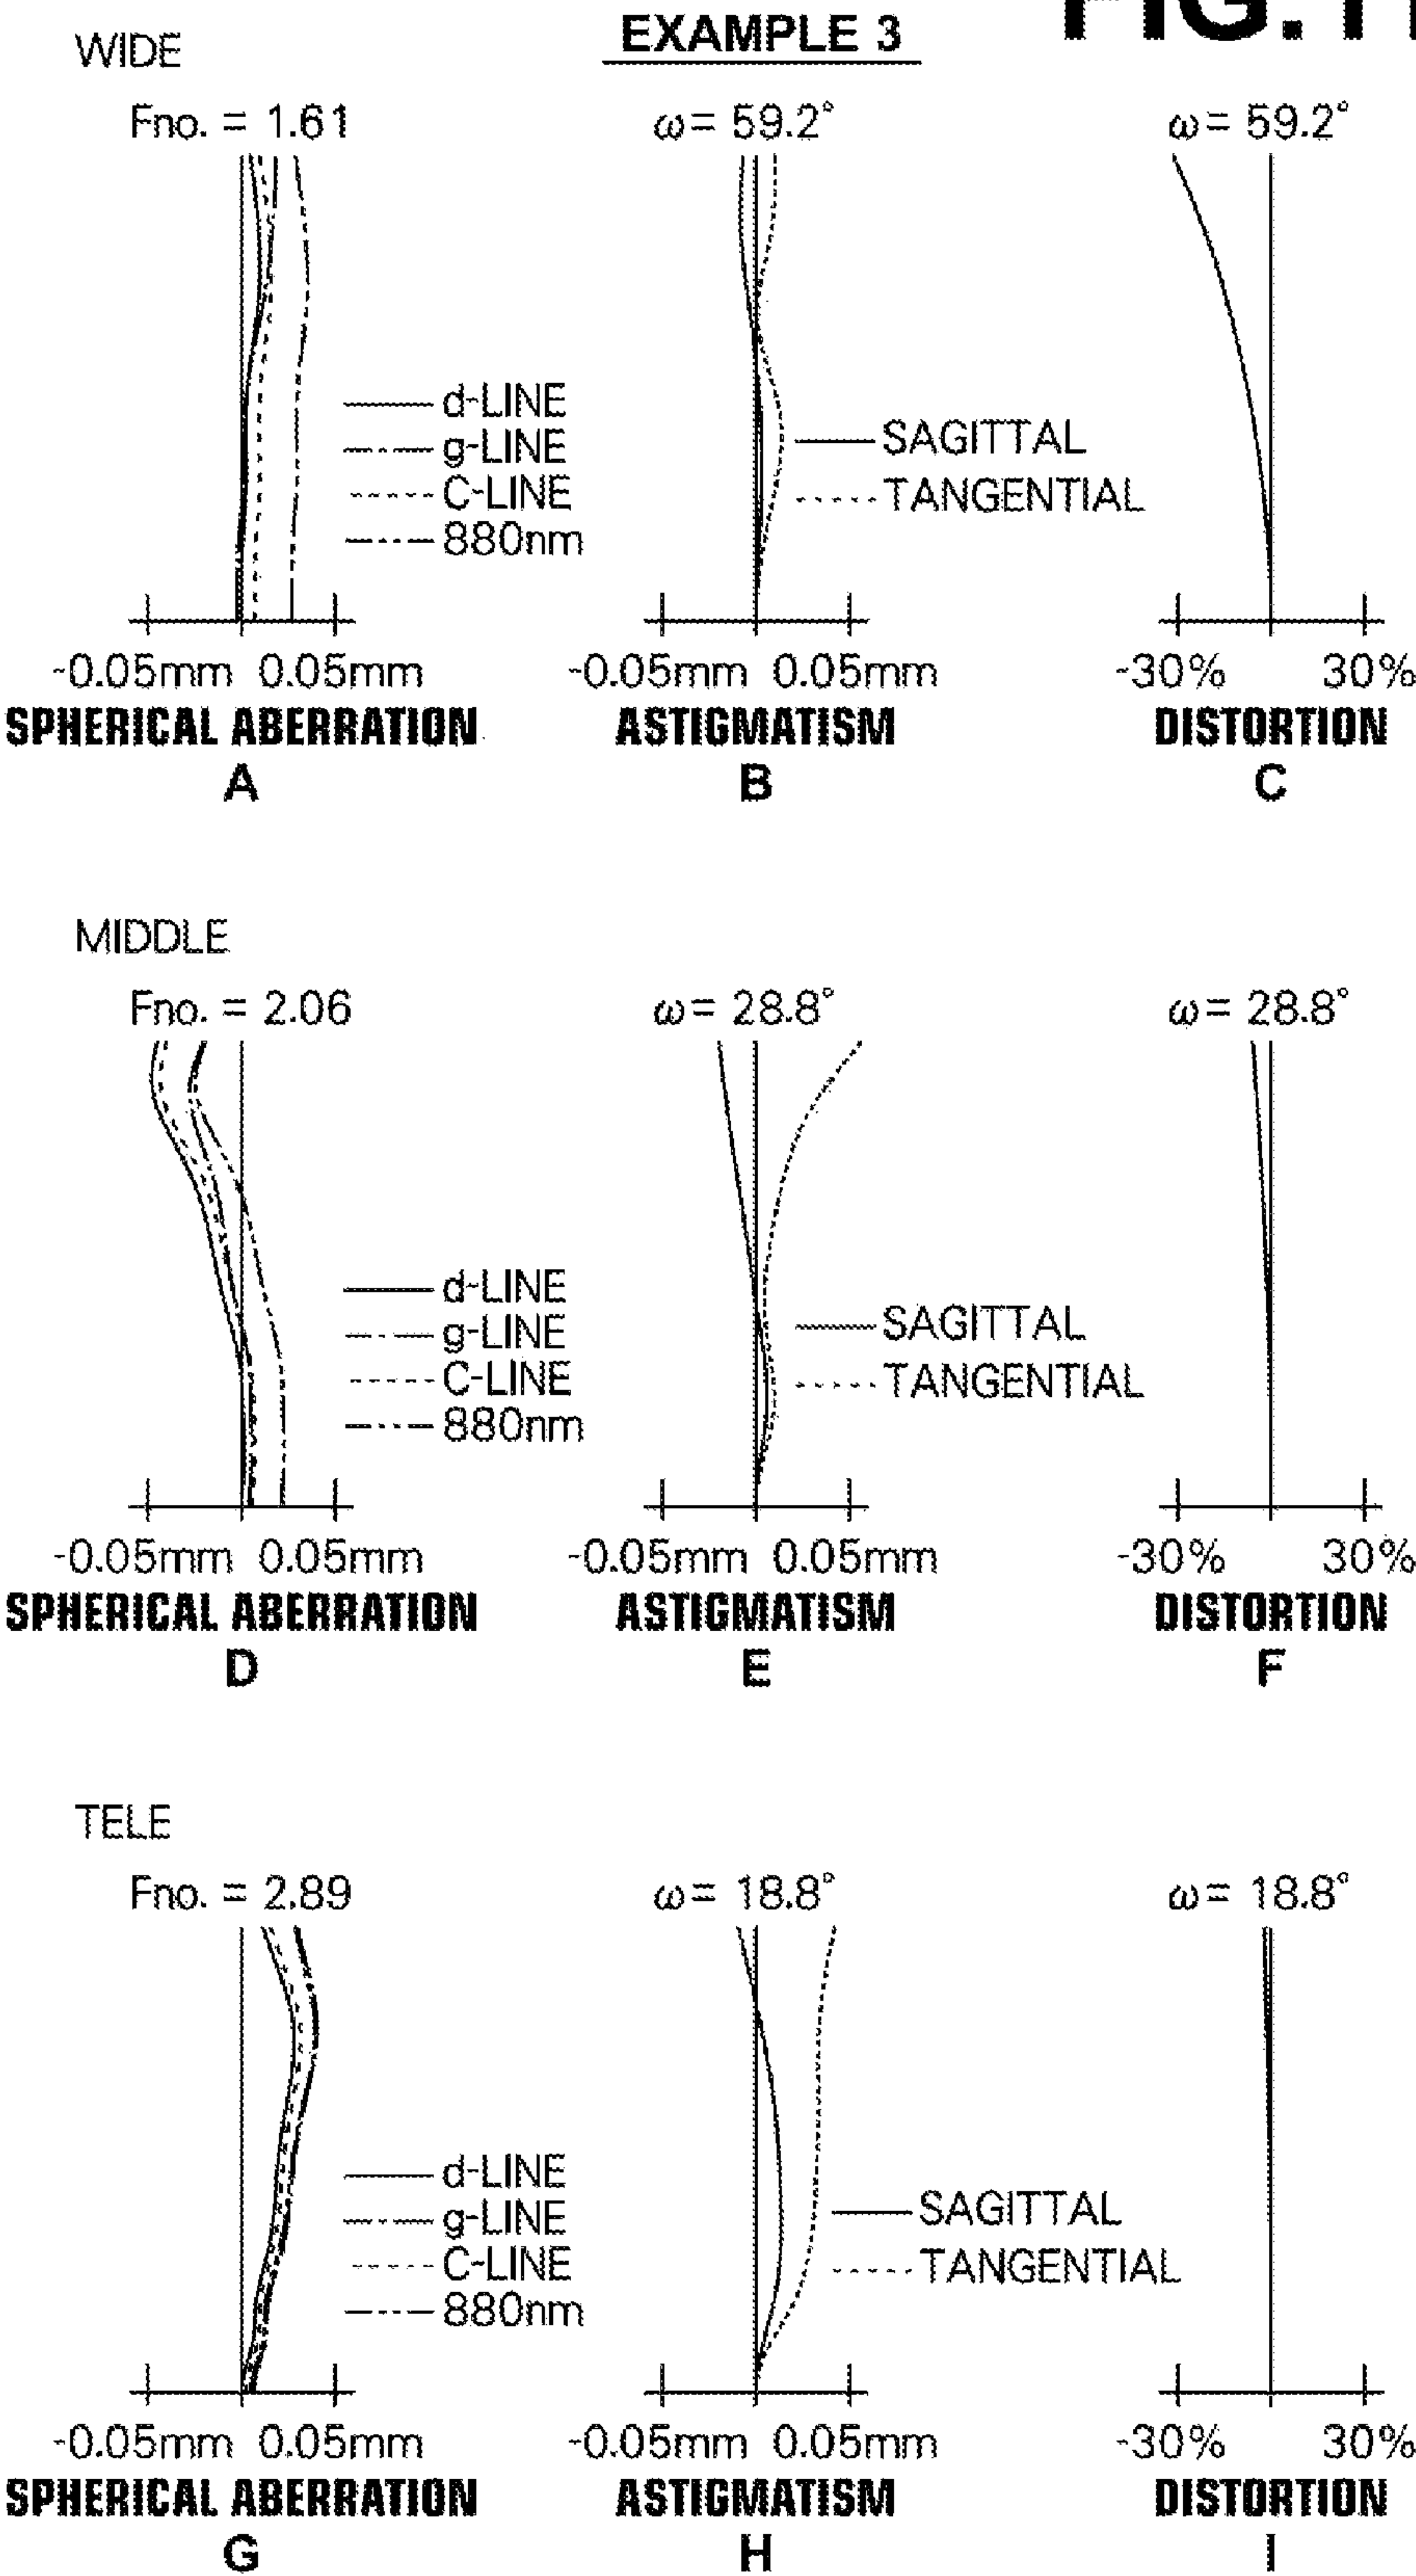 EXAMPLE 3
WIDE
Fno. = 1.61
ω= 59.2°
ω= 59.2°
d-LINE
g-LINE
C-LINE
880nm
SAGITTAL
TANGENTIAL
-0.05mm 0.05mm
-0.05mm 0.05mm
-30% 30%
SPHERICAL ABERRATION
ASTIGMATISM
DISTORTION
A
B
C
MIDDLE
Fno. = 2.06
ω= 28.8°
ω= 28.8°
d-LINE
g-LINE
C-LINE
880nm
SAGITTAL
TANGENTIAL
-0.05mm 0.05mm
-0.05mm 0.05mm
-30% 30%
SPHERICAL ABERRATION
ASTIGMATISM
DISTORTION
D
E
F
TELE
Fno. = 2.89
ω= 18.8°
ω= 18.8°
d-LINE
g-LINE
C-LINE
880nm
SAGITTAL
TANGENTIAL
-0.05mm 0.05mm
-0.05mm 0.05mm
-30% 30%
SPHERICAL ABERRATION
ASTIGMATISM
DISTORTION
G
H
I